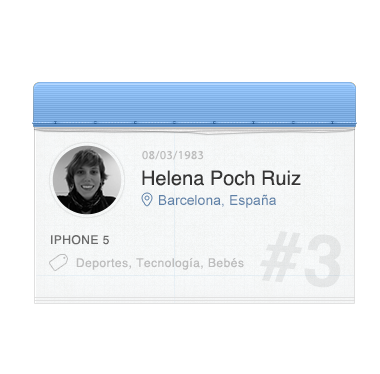 08/03/1983
Helena Poch Ruiz
Barcelona, España
IPHONE 5
Deportes, Tecnología, Bebés
#3